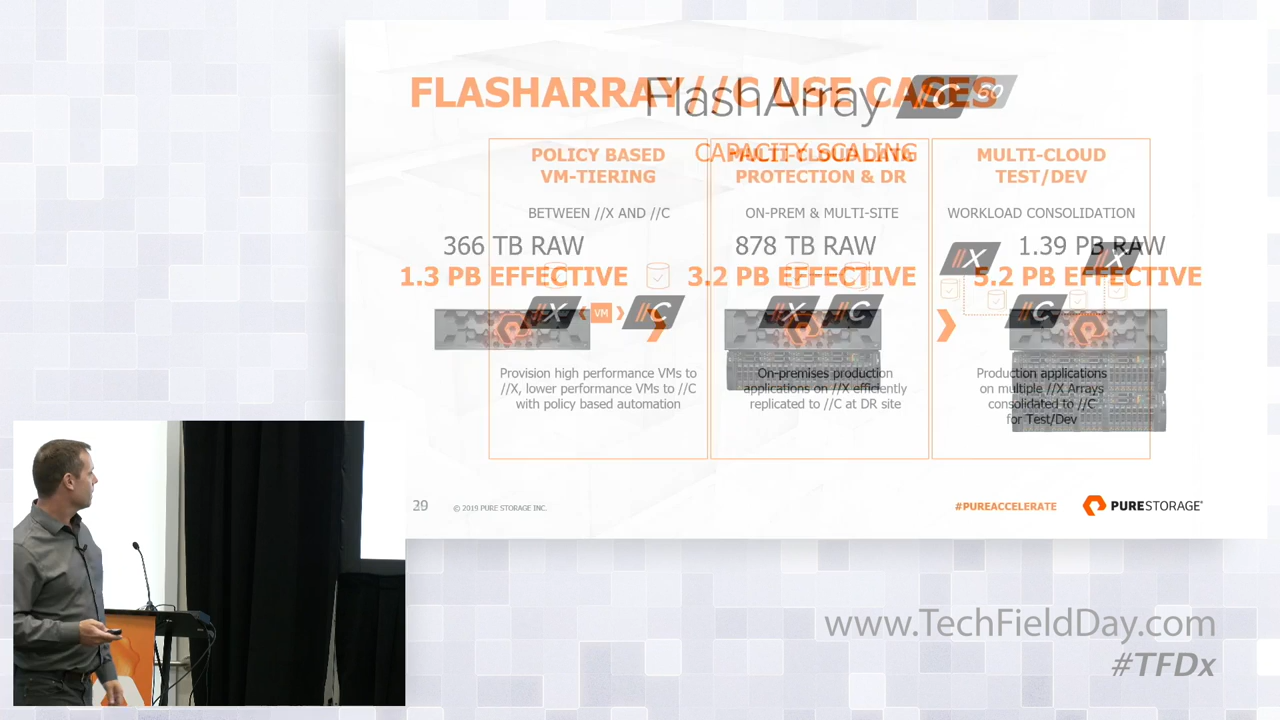 FLASHARRAY //C USE CASES
FlashArray //C 60
CAPACITY SCALING
POLICY BASED
VM-TIERING
BETWEEN //X AND //C
366 TB RAW
1.3 PB EFFECTIVE
//X VM //C
Provision high performance VMs to
//X, lower performance VMs to //C
with policy based automation
MULTI-CLOUD DATA
PROTECTION & DR
ON-PREM & MULTI-SITE
878 TB RAW
3.2 PB EFFECTIVE
//X //C
On-premises production
applications on //X efficiently
replicated to //C at DR site
MULTI-CLOUD
TEST/DEV
WORKLOAD CONSOLIDATION
1.39 PB RAW
5.2 PB EFFECTIVE
//X //X
//C
Production applications
on multiple //X Arrays
consolidated to //C
for Test/Dev
© 2019 PURE STORAGE INC.
#PUREACCELERATE
PURESTORAGE®
www.TechFieldDay.com
#TFDx